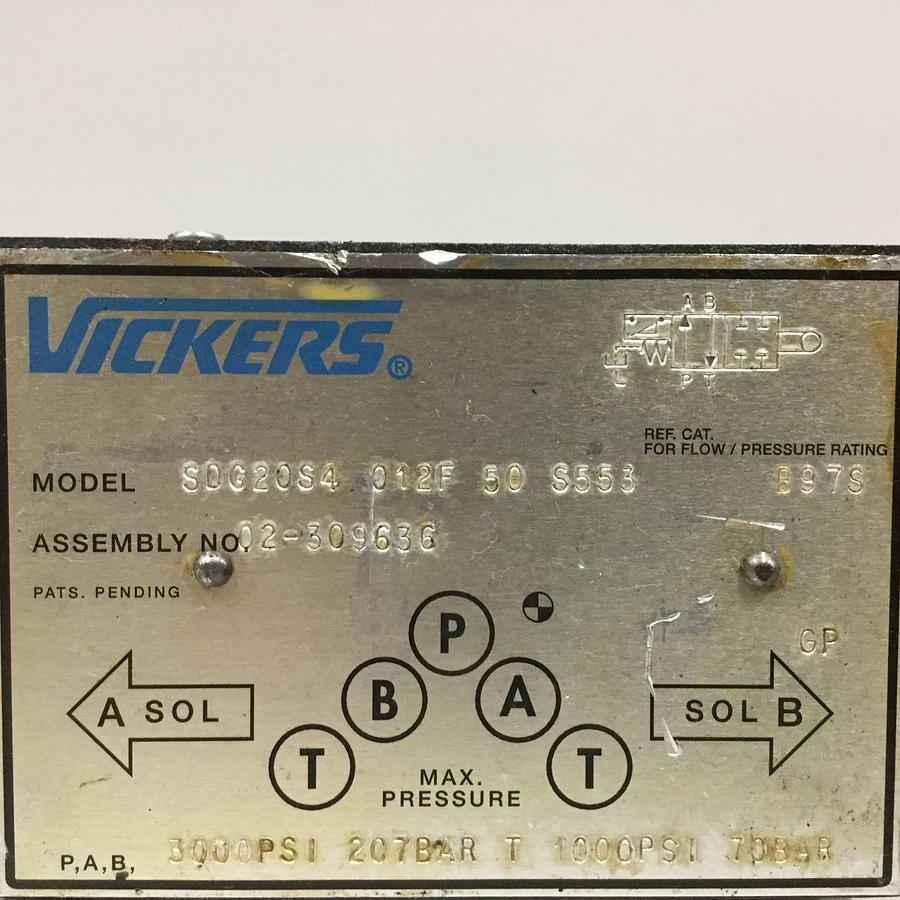 VICKERS®
A B
L P T
REF. CAT.
FOR FLOW / PRESSURE RATING
MODEL SDG20S4 012F 50 S553 B97S
ASSEMBLY NO. 02-309636
PATS. PENDING
P
GP
B A
A SOL SOL B
T T
MAX.
PRESSURE
P,A,B, 3000PSI 207BAR T 1000PSI 70BAR